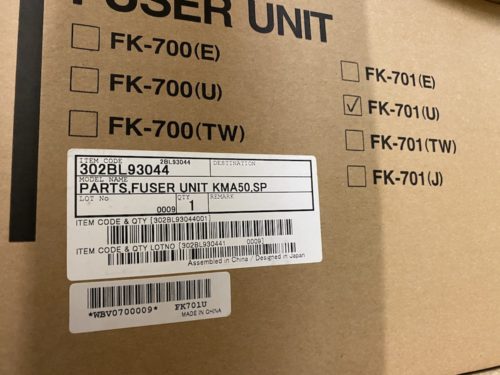 FUSER UNIT
FK-700(E)
FK-700(U)
FK-700(TW)
FK-701(E)
FK-701(U)
FK-701(TW)
FK-701(J)
ITEM CODE 2BL93044 DESTINATION
302BL93044
MODEL NAME
PARTS,FUSER UNIT KMA50,SP
LOT No QTY REMARK
0009 1
ITEM CODE & QTY [302BL93044001]
ITEM CODE & QTY LOTNO [302BL930441 0009]
Assembled in China / Designed in Japan
*WBV0700009* FK701U
MADE IN CHINA